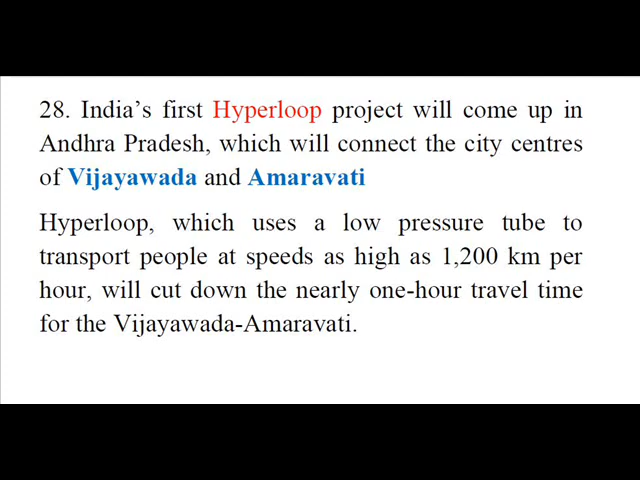 28. India’s first Hyperloop project will come up in
Andhra Pradesh, which will connect the city centres
of Vijayawada and Amaravati
Hyperloop, which uses a low pressure tube to
transport people at speeds as high as 1,200 km per
hour, will cut down the nearly one-hour travel time
for the Vijayawada-Amaravati.